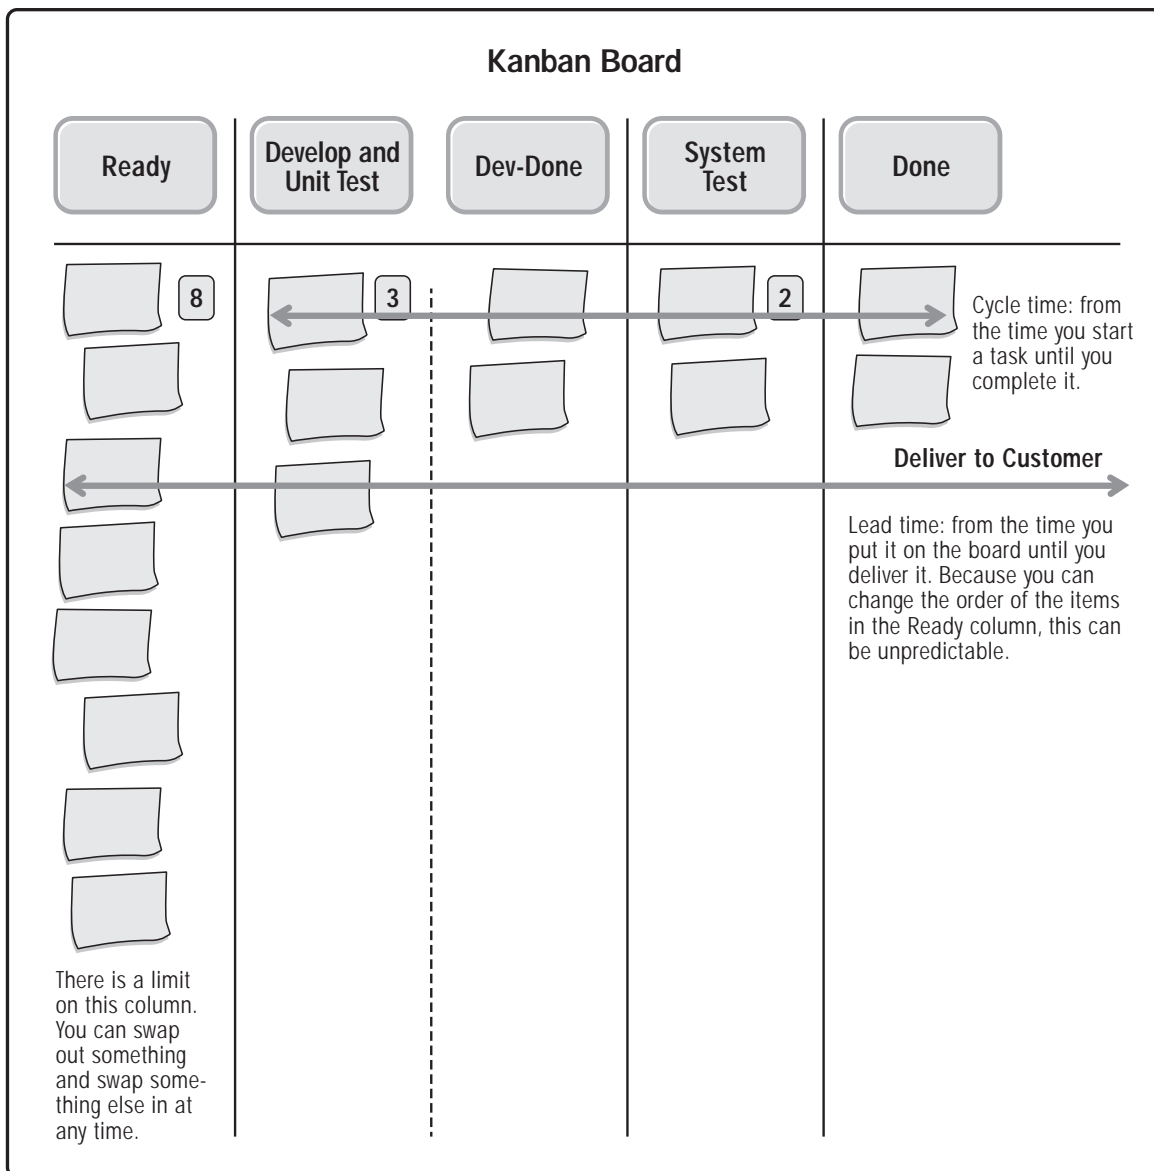 Kanban Board
Ready
Develop and
Unit Test
Dev-Done
System
Test
Done
8
3
2
Cycle time: from
the time you start
a task until you
complete it.
Deliver to Customer
Lead time: from the time you
put it on the board until you
deliver it. Because you can
change the order of the items
in the Ready column, this can
be unpredictable.
There is a limit
on this column.
You can swap
out something
and swap some-
thing else in at
any time.